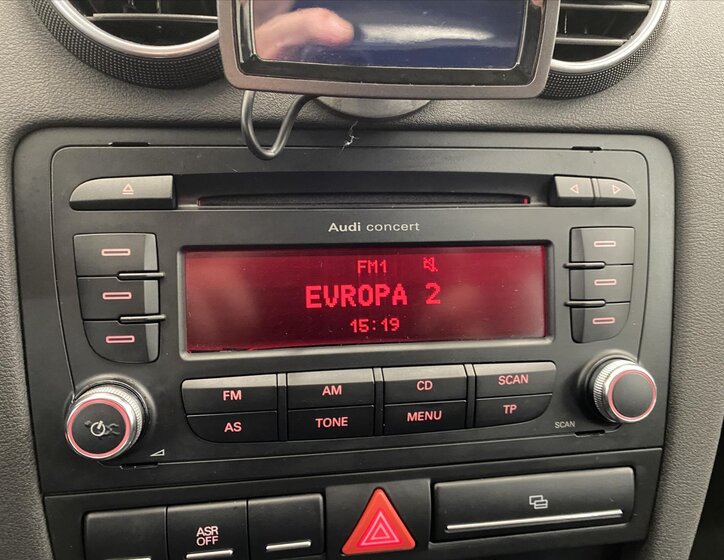 Audi concert
FM1
EVROPA 2
15:19
FM AM CD SCAN
AS TONE MENU TP
SCAN
ASR
OFF